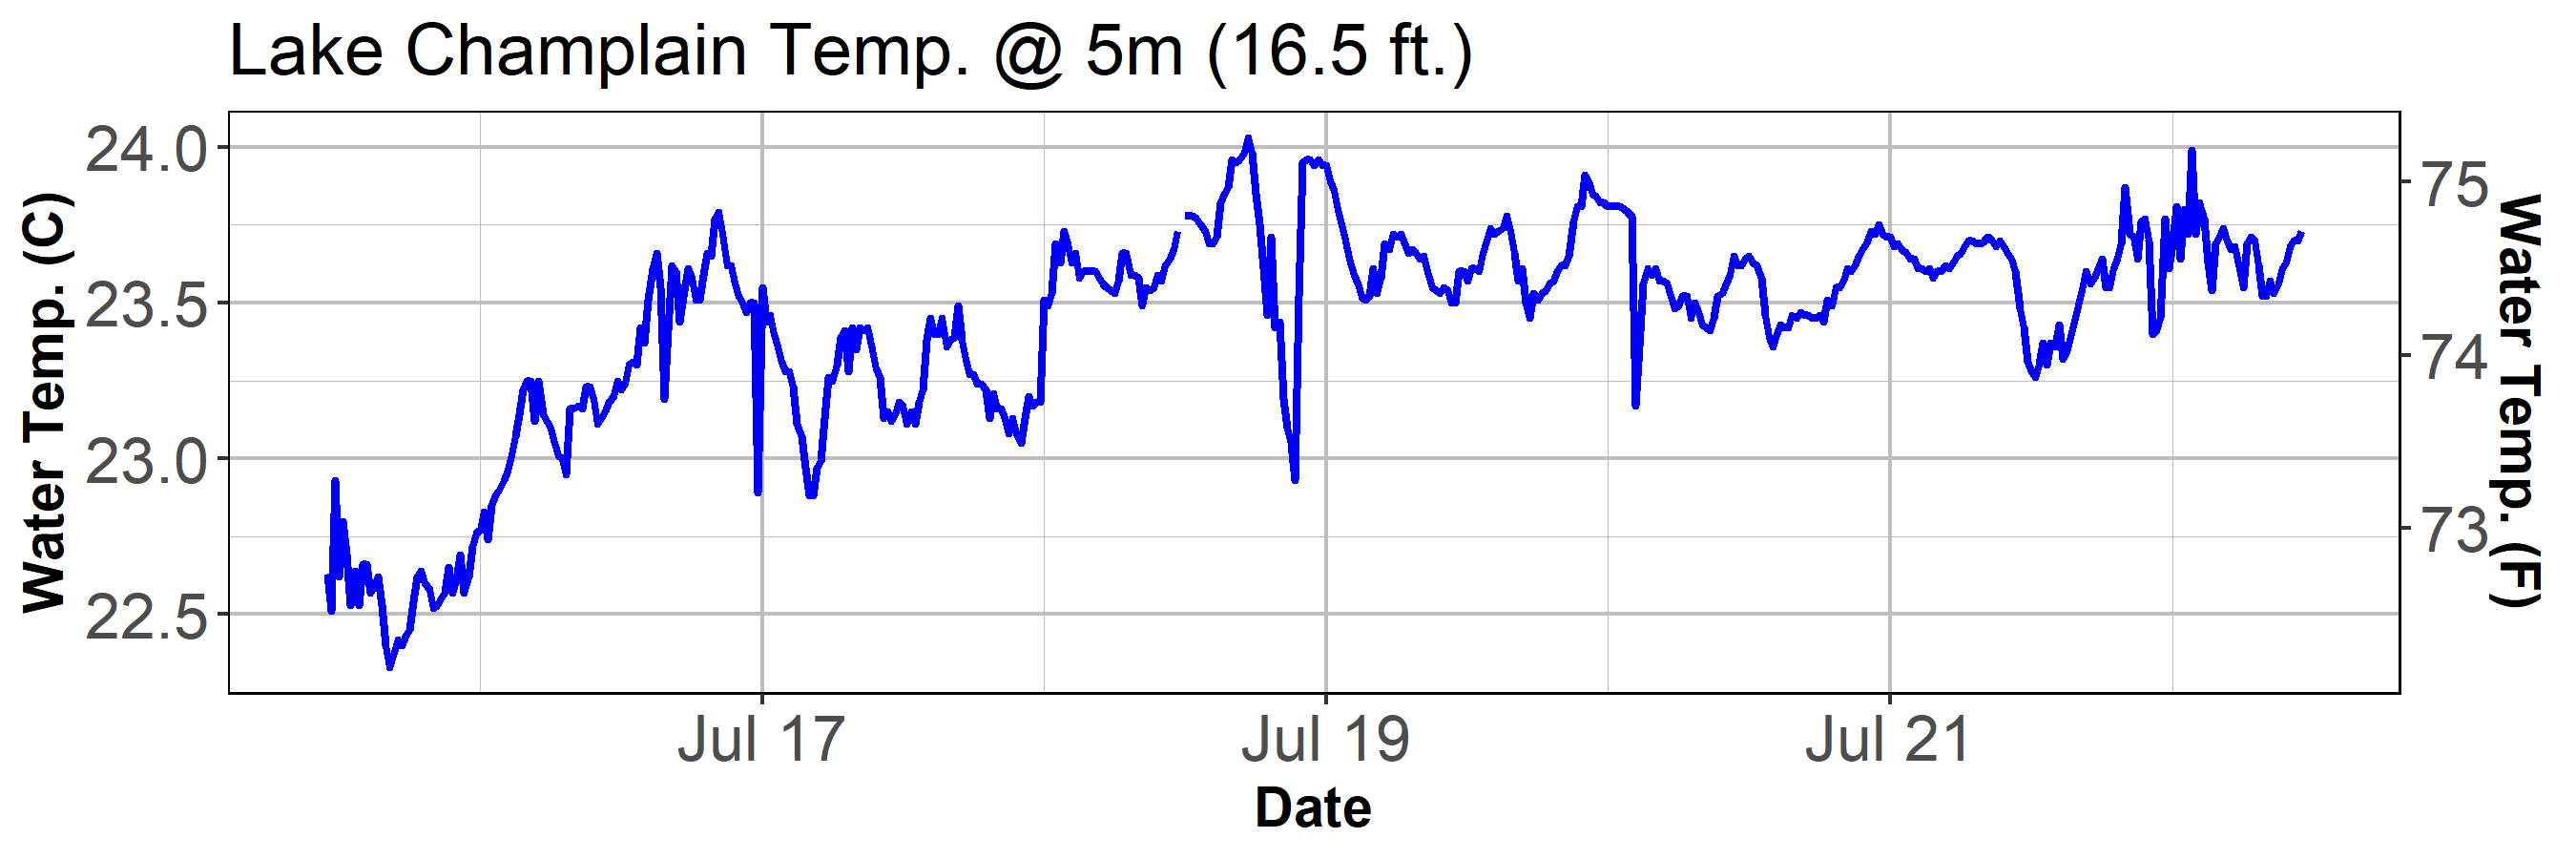 Lake Champlain Temp. @ 5m (16.5 ft.)
Water Temp. (C)
24.0
23.5
23.0
22.5
75
74
73
Water Temp. (F)
Jul 17 Jul 19 Jul 21
Date